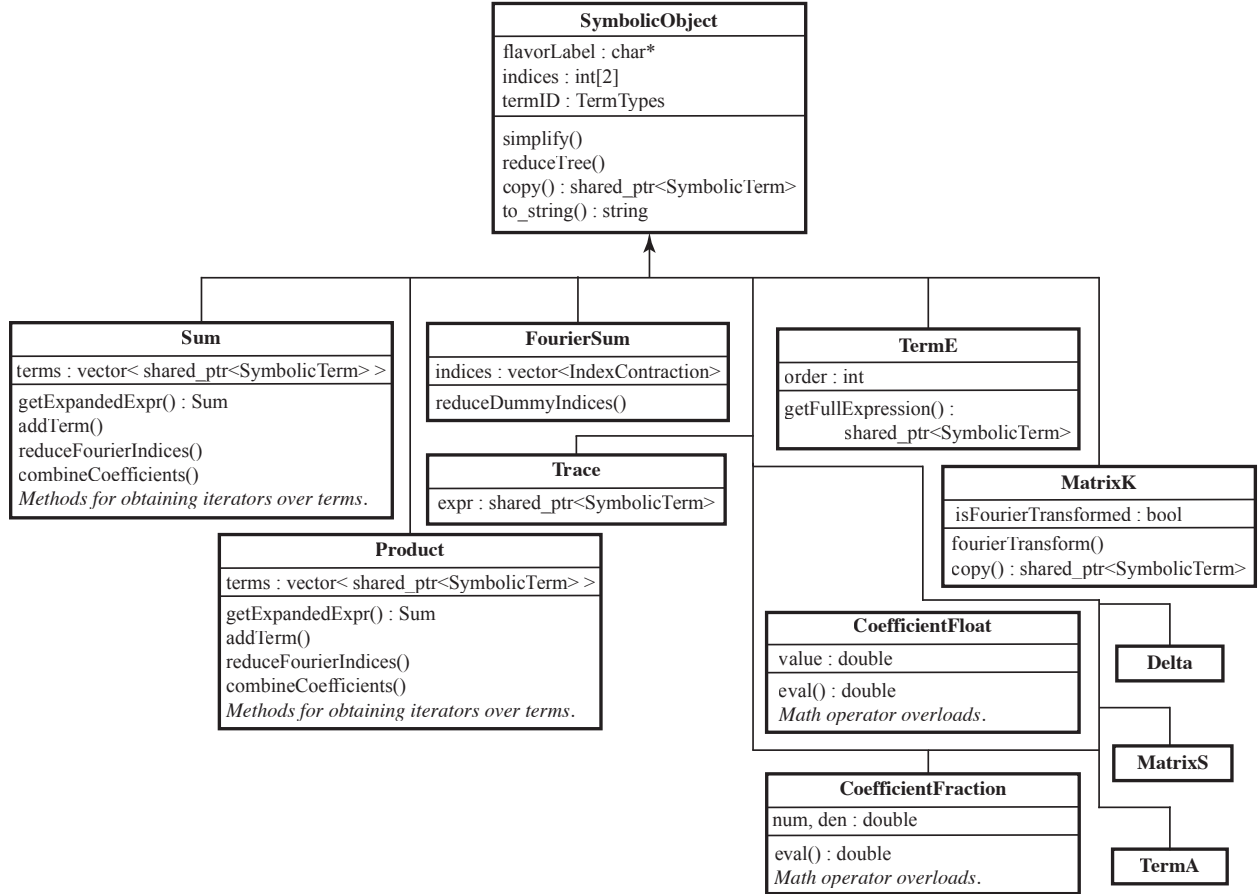 SymbolicObject
flavorLabel : char*
indices : int[2]
termID : TermTypes
simplify()
reduceTree()
copy() : shared_ptr<SymbolicTerm>
to_string() : string
Sum
terms : vector< shared_ptr<SymbolicTerm> >
getExpandedExpr() : Sum
addTerm()
reduceFourierIndices()
combineCoefficients()
Methods for obtaining iterators over terms.
FourierSum
indices : vector<IndexContraction>
reduceDummyIndices()
TermE
order : int
getFullExpression() :
shared_ptr<SymbolicTerm>
Trace
expr : shared_ptr<SymbolicTerm>
MatrixK
isFourierTransformed : bool
fourierTransform()
copy() : shared_ptr<SymbolicTerm>
Product
terms : vector< shared_ptr<SymbolicTerm> >
getExpandedExpr() : Sum
addTerm()
reduceFourierIndices()
combineCoefficients()
Methods for obtaining iterators over terms.
CoefficientFloat
value : double
eval() : double
Math operator overloads.
Delta
MatrixS
CoefficientFraction
num, den : double
eval() : double
Math operator overloads.
TermA